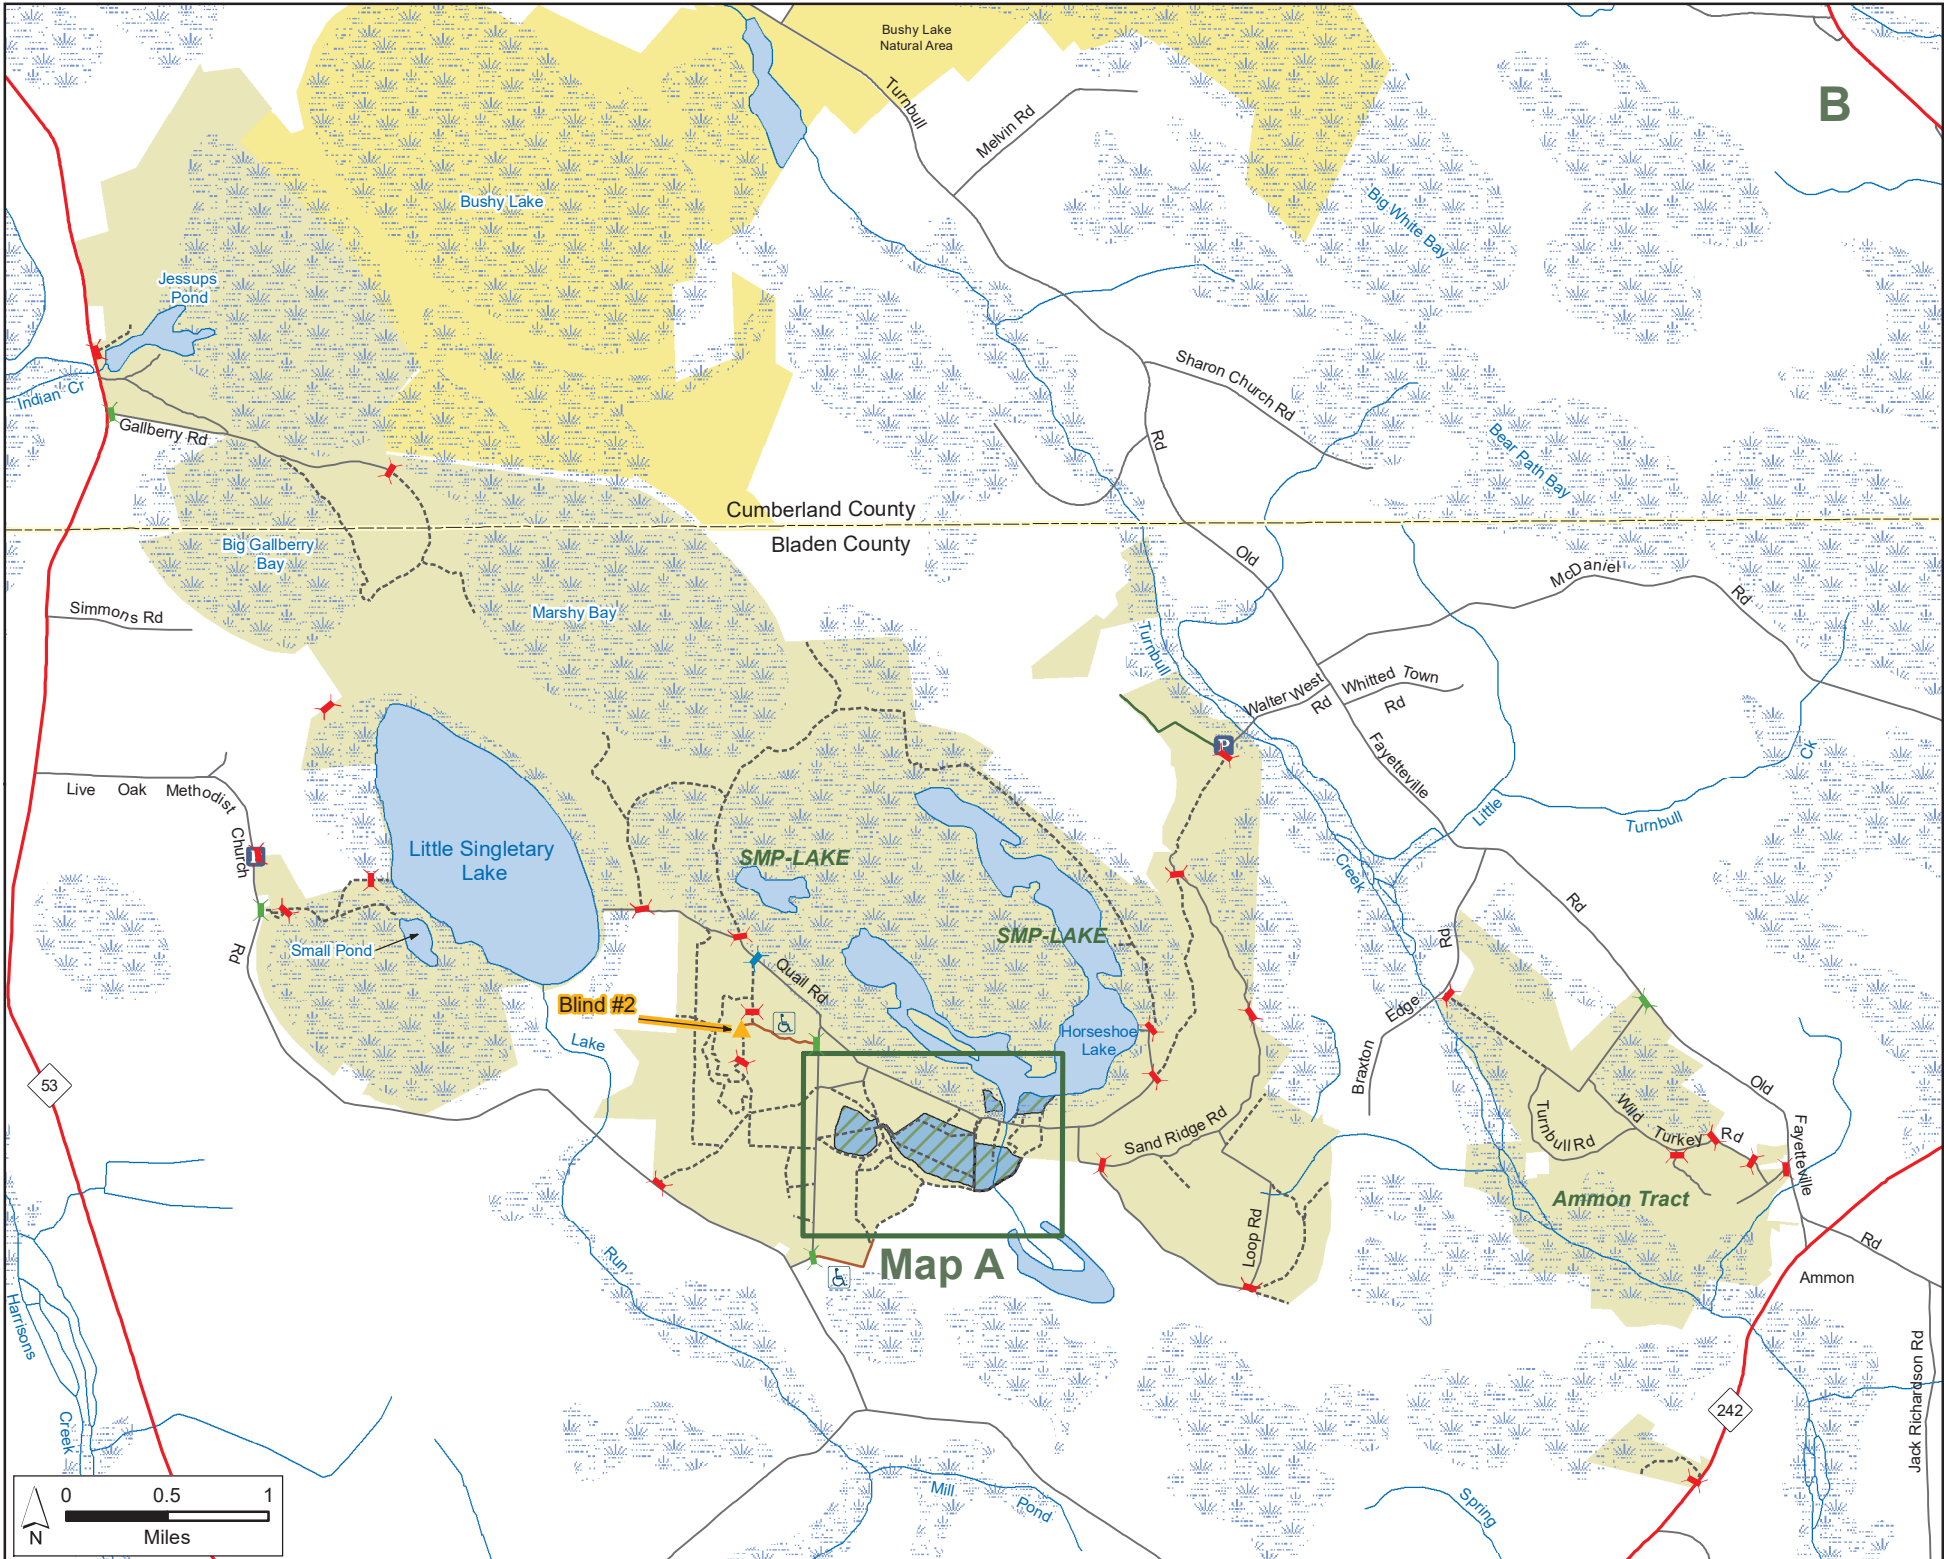 Bushy Lake
Natural Area
B
Turnbull
Melvin Rd
Bushy Lake
Big White Bay
Jessups
Pond
Indian Cr
Gallberry Rd
Sharon Church Rd
Rd
Bear Path Bay
Cumberland County
Bladen County
Big Gallberry
Bay
Marshy Bay
Simmons Rd
Old
McDaniel
Rd
Turnbull
Walter West
Rd
Whitted Town
Rd
P
Fayetteville
Live Oak Methodist
Church
Rd
Little Singletary
Lake
SMP-LAKE
SMP-LAKE
Little
Turnbull
Ck
Creek
Rd
Rd
Small Pond
Quail Rd
Blind #2
Horseshoe
Lake
Edge
Braxton
Lake
53
Sand Ridge Rd
Turnbull Rd
Wild
Turkey
Rd
Old
Fayetteville
Ammon Tract
Loop Rd
Run
Map A
Rd
Ammon
Harrisons
Creek
242
Jack Richardson Rd
Mill
Pond
Spring
0 0.5 1
Miles
N